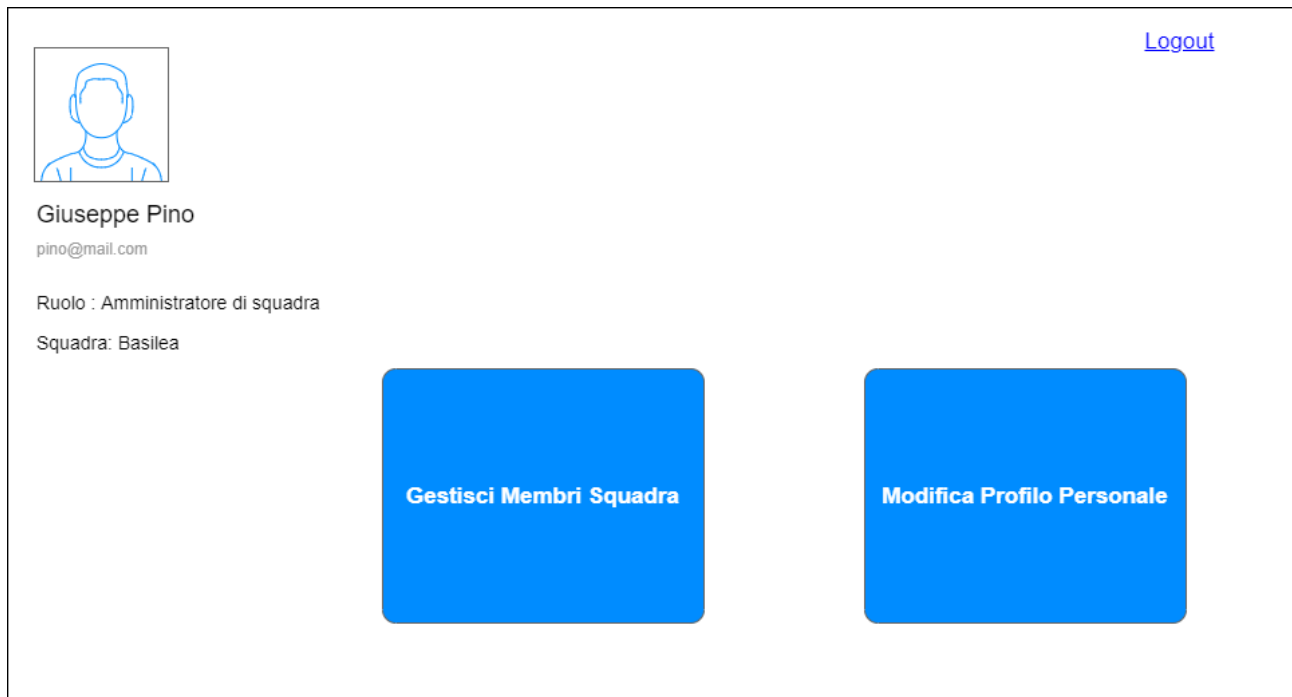 Logout
Giuseppe Pino
pino@mail.com
Ruolo : Amministratore di squadra
Squadra: Basilea
Gestisci Membri Squadra
Modifica Profilo Personale